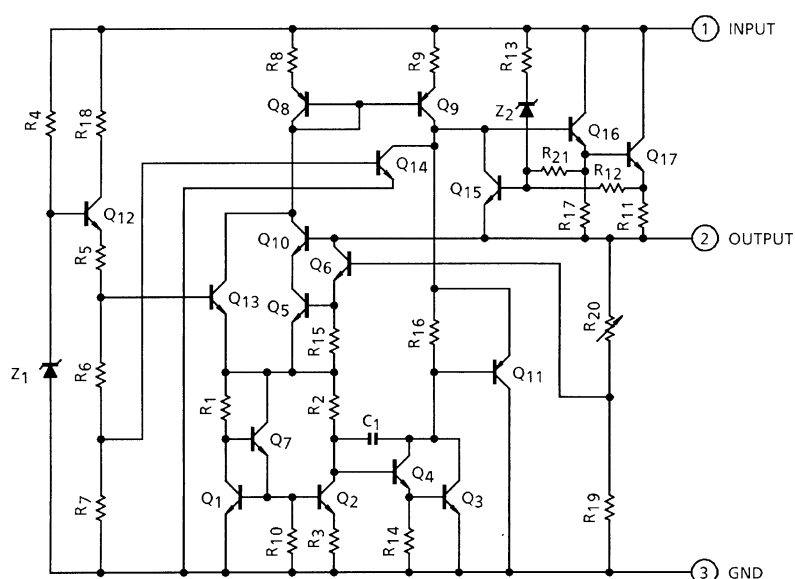 1 INPUT
R8
R9
R13
R4
R18
Q8
Q9
Z2
Q16
Q14
R21
Q17
R12
Q15
Q12
R17
R11
Q10
2 OUTPUT
R5
Q6
Q13
Q5
R20
R15
R16
Z1
R6
Q11
R1
R2
C1
Q7
Q4
R7
Q1
Q2
Q3
R10
R3
R14
R19
3 GND